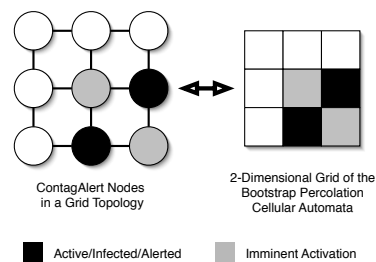 ContagAlert Nodes
in a Grid Topology
2-Dimensional Grid of the
Bootstrap Percolation
Cellular Automata
Active/Infected/Alerted
Imminent Activation